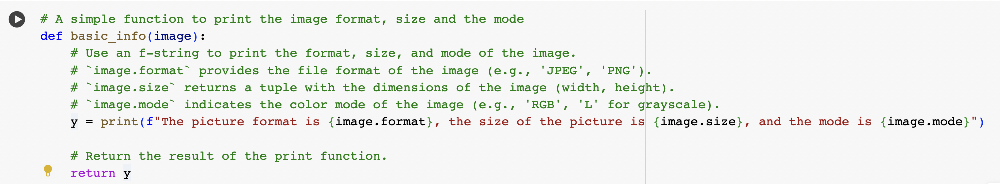 # A simple function to print the image format, size and the mode
def basic_info(image):
    # Use an f-string to print the format, size, and mode of the image.
    # `image.format` provides the file format of the image (e.g., 'JPEG', 'PNG').
    # `image.size` returns a tuple with the dimensions of the image (width, height).
    # `image.mode` indicates the color mode of the image (e.g., 'RGB', 'L' for grayscale).
    y = print(f"The picture format is {image.format}, the size of the picture is {image.size}, and the mode is {image.mode}")

    # Return the result of the print function.
    return y